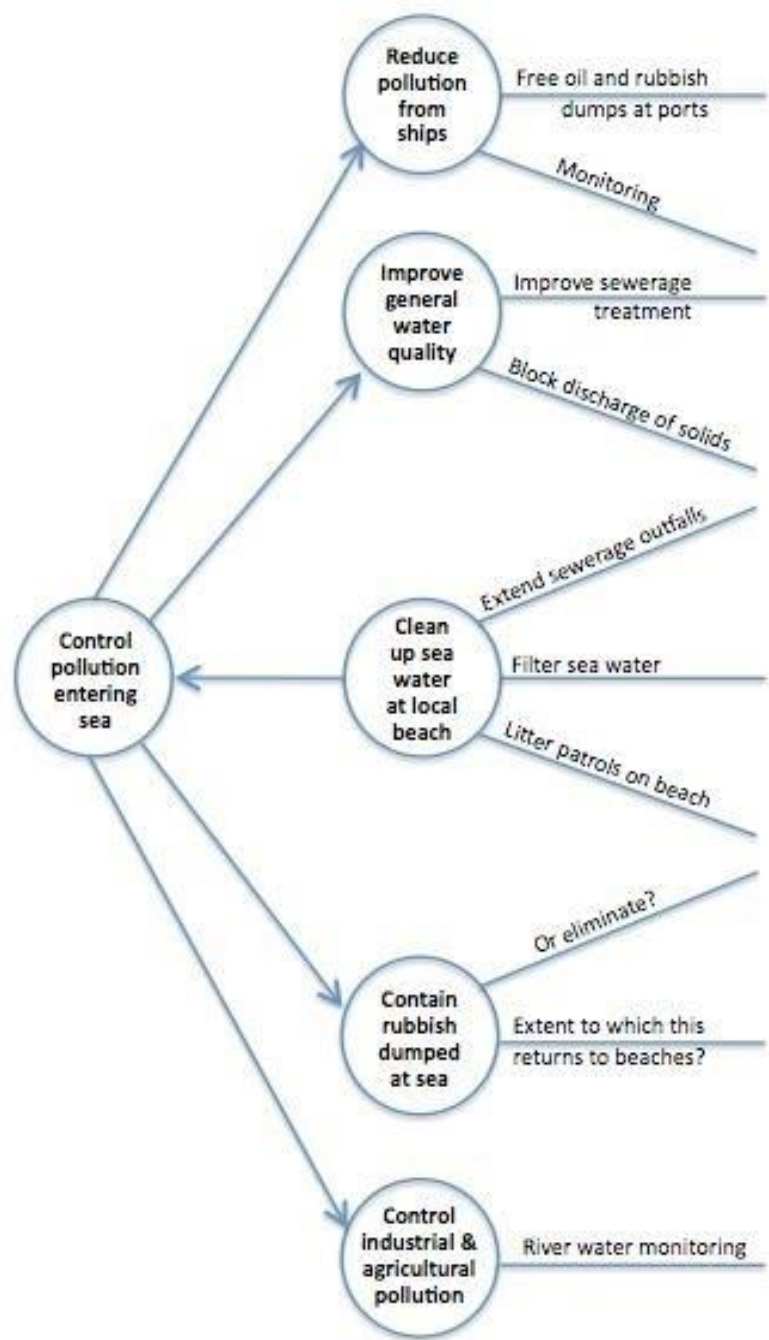 Reduce
pollution
from
ships
Free oil and rubbish
dumps at ports
Monitoring
Improve
general
water
quality
Improve sewerage
treatment
Block discharge of solids
Control
pollution
entering
sea
Clean
up sea
water
at local
beach
Extend sewerage outfalls
Filter sea water
Litter patrols on beach
Contain
rubbish
dumped
at sea
Or eliminate?
Extent to which this
returns to beaches?
Control
industrial &
agricultural
pollution
River water monitoring